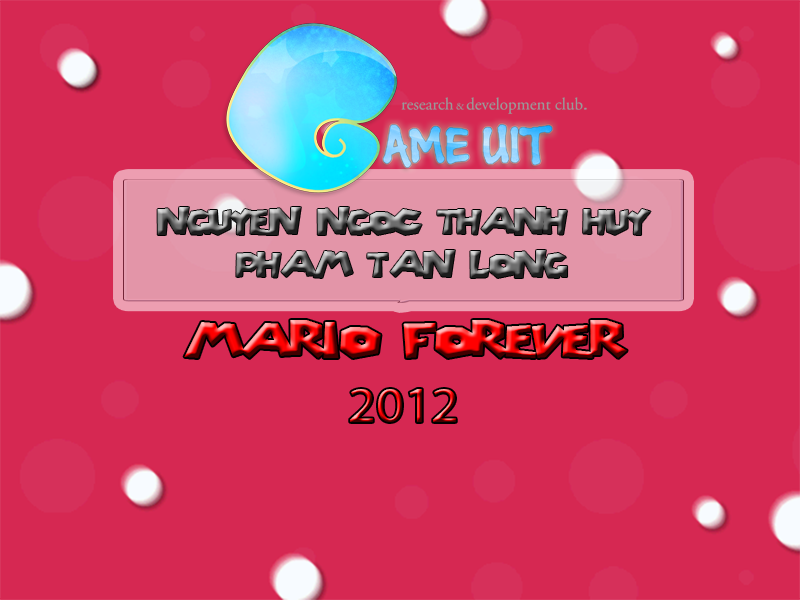 research & development club.
GAME UIT
NGUYEN NGOC THANH HUY
PHAM TAN LONG
MARIO FOREVER
2012